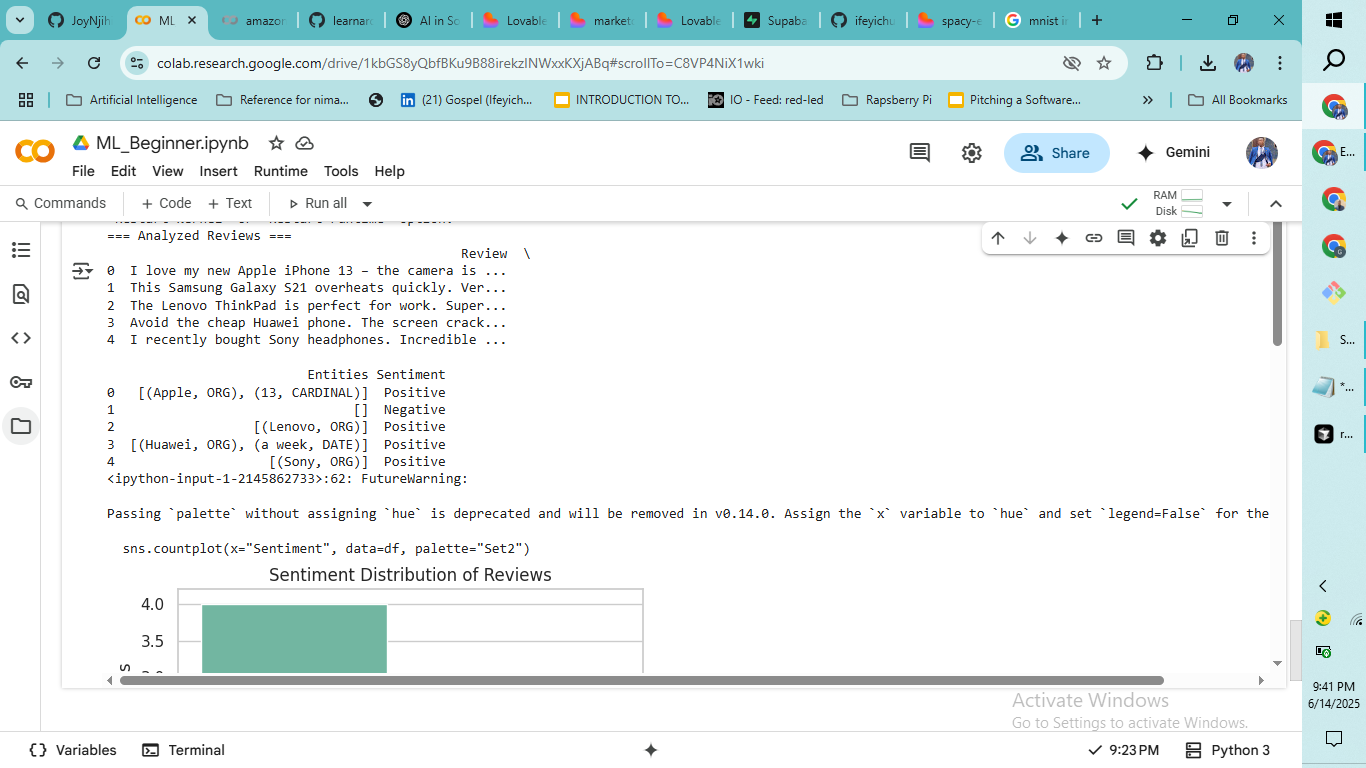 JoyNjih
ML
amazor
learnarc
AI in So
Lovable
marketc
Lovable
Supaba
ifeyichu
spacy-e
mnist in
colab.research.google.com/drive/1kbGS8yQbfBKu9B88irekzlNWxxKXjABq#scrollTo=C8VP4NiX1wki
Artificial Intelligence
Reference for nima...
(21) Gospel (Ifeyich...
INTRODUCTION TO...
IO - Feed: red-led
Rapsberry Pi
Pitching a Software...
All Bookmarks
ML_Beginner.ipynb
Share
Gemini
File Edit View Insert Runtime Tools Help
Commands
+ Code + Text
Run all
RAM
Disk
=== Analyzed Reviews ===
Review \
0 I love my new Apple iPhone 13 – the camera is ...
1 This Samsung Galaxy S21 overheats quickly. Ver...
2 The Lenovo ThinkPad is perfect for work. Super...
3 Avoid the cheap Huawei phone. The screen crack...
4 I recently bought Sony headphones. Incredible ...
Entities Sentiment
0 [(Apple, ORG), (13, CARDINAL)] Positive
1 [] Negative
2 [(Lenovo, ORG)] Positive
3 [(Huawei, ORG), (a week, DATE)] Positive
4 [(Sony, ORG)] Positive
<ipython-input-1-2145862733>:62: FutureWarning:
Passing `palette` without assigning `hue` is deprecated and will be removed in v0.14.0. Assign the `x` variable to `hue` and set `legend=False` for the
sns.countplot(x="Sentiment", data=df, palette="Set2")
Sentiment Distribution of Reviews
4.0
3.5
Activate Windows
Go to Settings to activate Windows.
Variables
Terminal
9:23 PM
Python 3
E...
S...
*...
r...
9:41 PM
6/14/2025